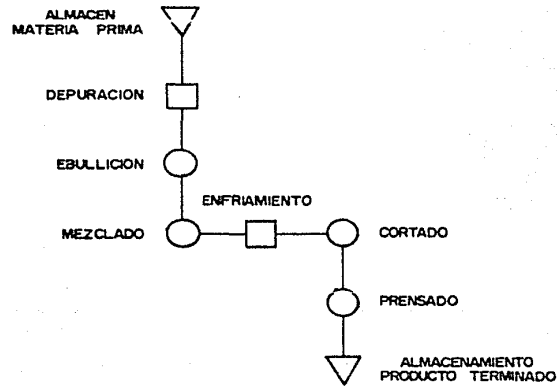 ALMACEN
MATERIA PRIMA
DEPURACION
EBULLICION
ENFRIAMIENTO
MEZCLADO
CORTADO
PRENSADO
ALMACENAMIENTO
PRODUCTO TERMINADO